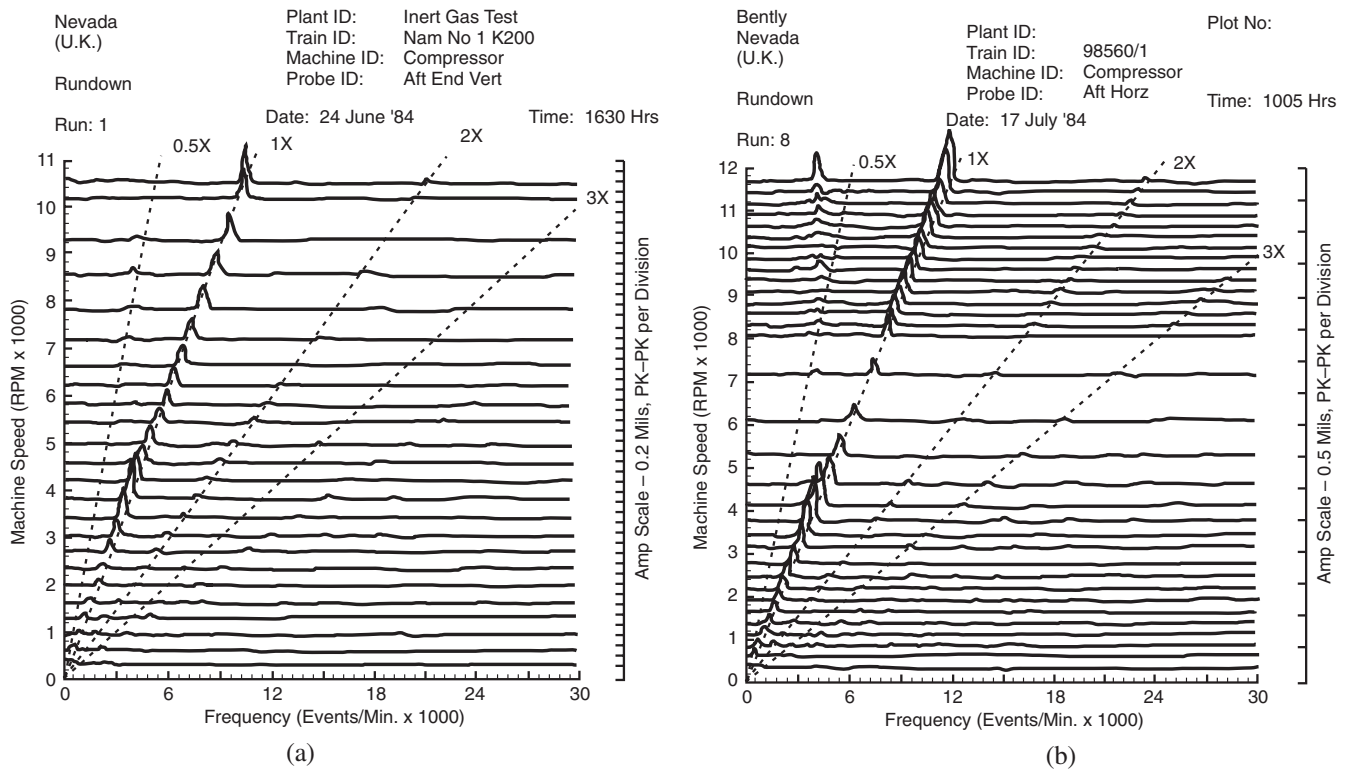 Nevada
(U.K.)
Rundown
Run: 1
Plant ID: Inert Gas Test
Train ID: Nam No 1 K200
Machine ID: Compressor
Probe ID: Aft End Vert
Date: 24 June '84
Time: 1630 Hrs
0.5X
1X
2X
3X
11
10
9
8
7
6
5
4
3
2
1
0
Machine Speed (RPM x 1000)
0 6 12 18 24 30
Frequency (Events/Min. x 1000)
Amp Scale – 0.2 Mils, PK–PK per Division
(a)
Bently
Nevada
(U.K.)
Rundown
Run: 8
Plant ID:
Train ID: 98560/1
Machine ID: Compressor
Probe ID: Aft Horz
Date: 17 July '84
Plot No:
Time: 1005 Hrs
0.5X
1X
2X
3X
12
11
10
9
8
7
6
5
4
3
2
1
0
Machine Speed (RPM x 1000)
0 6 12 24 30
18
Frequency (Events/Min. x 1000)
Amp Scale – 0.5 Mils, PK–PK per Division
(b)